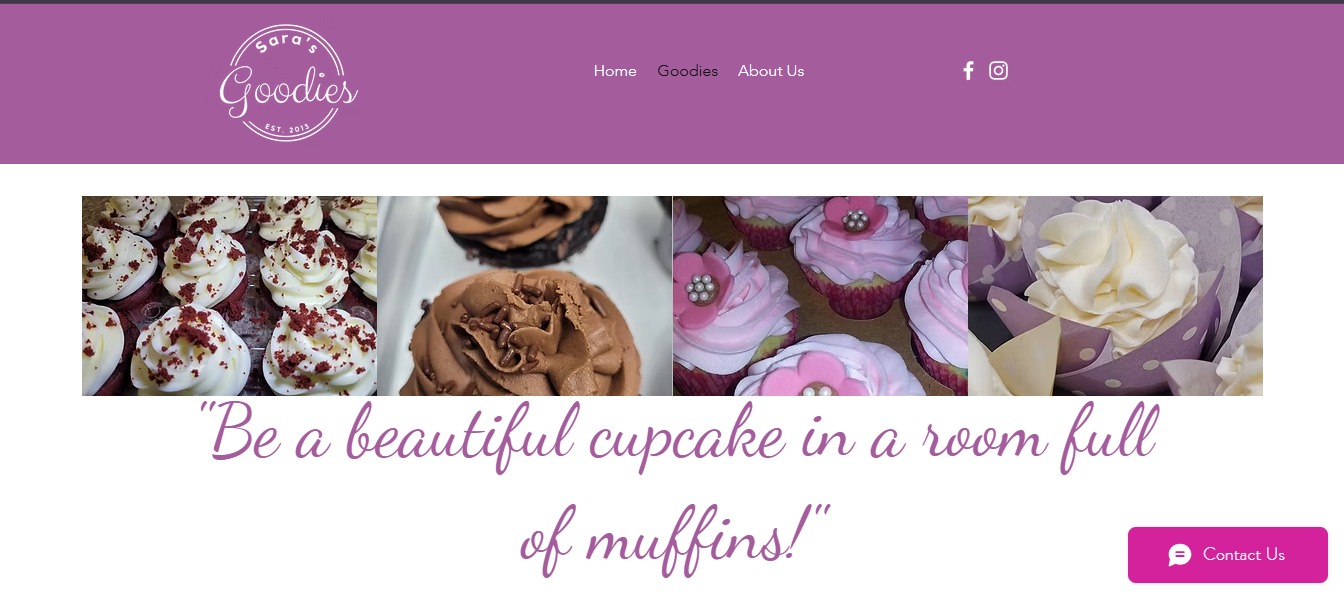 Sara's
Goodies
EST. 2013
Home Goodies About Us
"Be a beautiful cupcake in a room full
of muffins!"
Contact Us